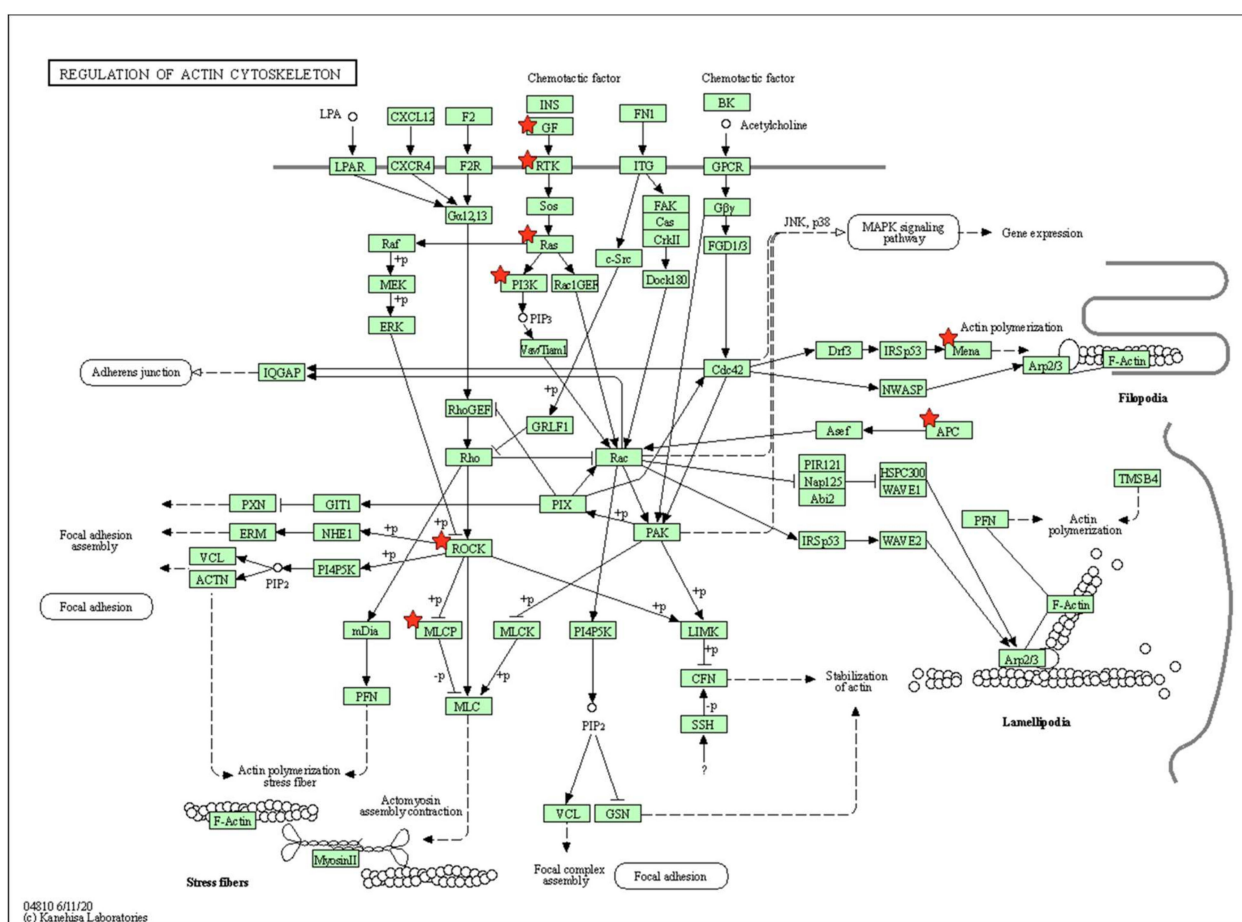 REGULATION OF ACTIN CYTOSKELETON
Chemotactic factor
Chemotactic factor
LPA
CXCL12
F2
INS
GF
FN1
BK
Acetylcholine
LPAR
CXCR4
F2R
RTK
ITG
GPCR
Gα12,13
Sos
FAK
Cas
CrkII
Gβγ
JNK, p38
MAPK signaling
pathway
Gene expression
Raf
Ras
c-Src
FGD1/3
+p
MEK
PI3K
Rac1GEF
Dock180
+p
ERK
PIP3
Vav/Tiam1
Drf3
IRSp53
Mena
Actin polymerization
Arp2/3
F-Actin
Adherens junction
IQGAP
Cdc42
NWASP
Filopodia
+p
RhoGEF
GRLF1
Asef
APC
Rho
Rac
PIR121
Nap125
Abi2
HSPC300
WAVE1
TMSB4
PXN
GIT1
PIX
PFN
Actin
polymerization
Focal adhesion
assembly
ERM
NHE1
+p
+p
ROCK
+p
PAK
IRSp53
WAVE2
VCL
ACTN
PIP2
PI4P5K
+p
Focal adhesion
mDia
+p
MLCP
+p
MLCK
PI4P5K
+p
+p
LIMK
F-Actin
+p
Arp2/3
PFN
-p
MLC
+p
CFN
Stabilization
of actin
-p
SSH
PIP2
?
Lamellipodia
Actin polymerization
stress fiber
Actomyosin
assembly contraction
F-Actin
MyosinII
VCL
GSN
Stress fibers
Focal complex
assembly
Focal adhesion
04810 6/11/20
(c) Kanehisa Laboratories